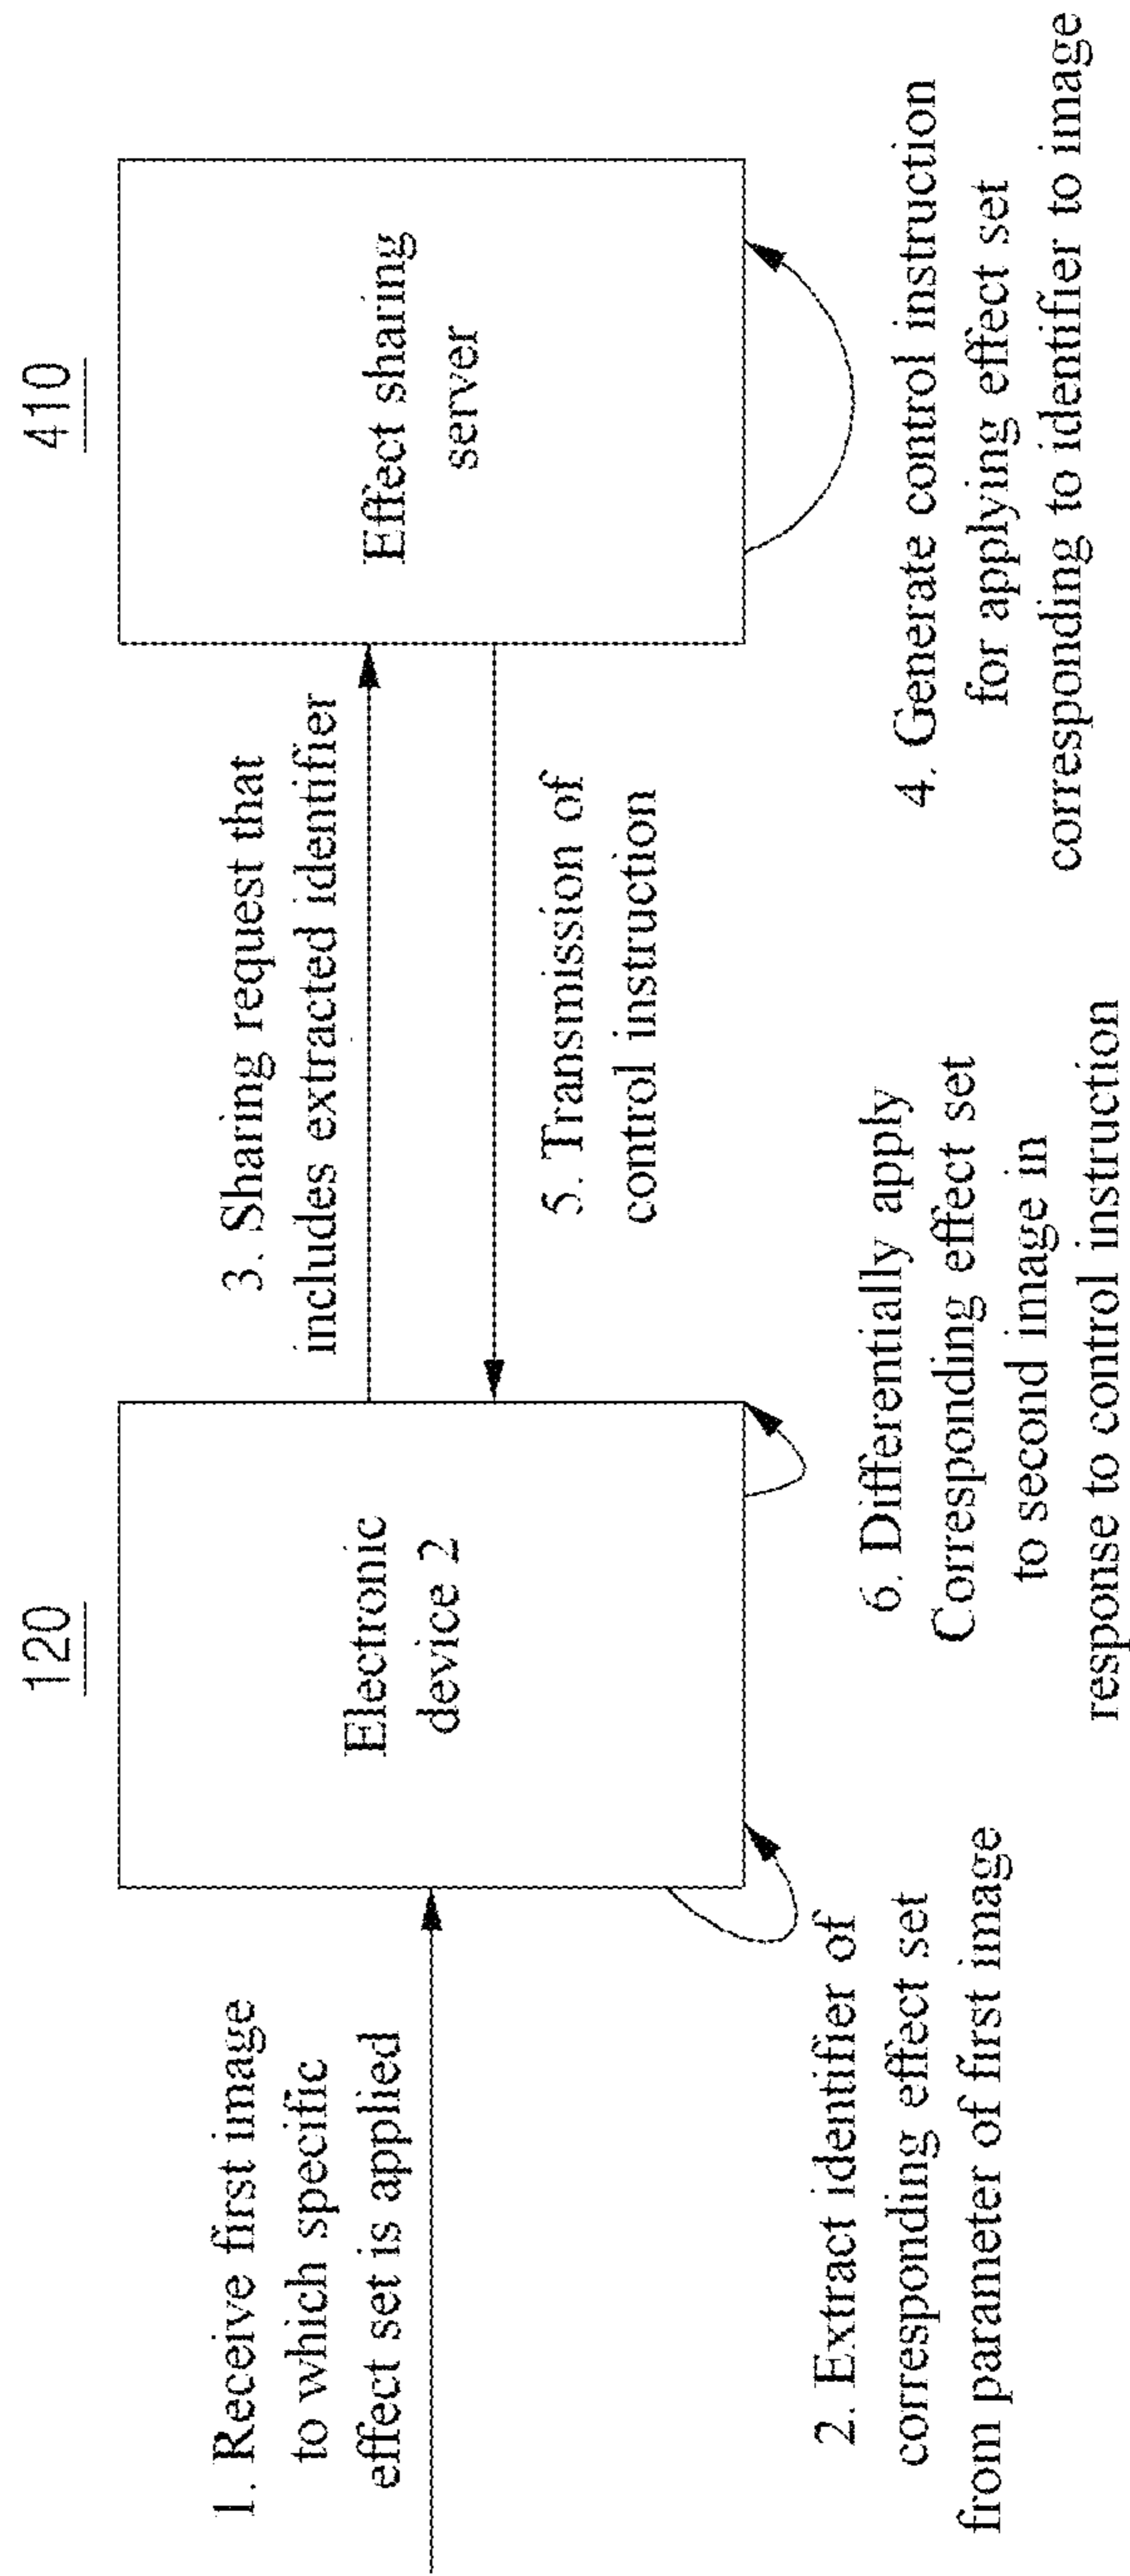 120
410
1. Receive first image
to which specific
effect set is applied
Electronic
device 2
3. Sharing request that
includes extracted identifier
Effect sharing
server
5. Transmission of
control instruction
2. Extract identifier of
corresponding effect set
from parameter of first image
6. Differentially apply
Corresponding effect set
to second image in
response to control instruction
4. Generate control instruction
for applying effect set
corresponding to identifier to image